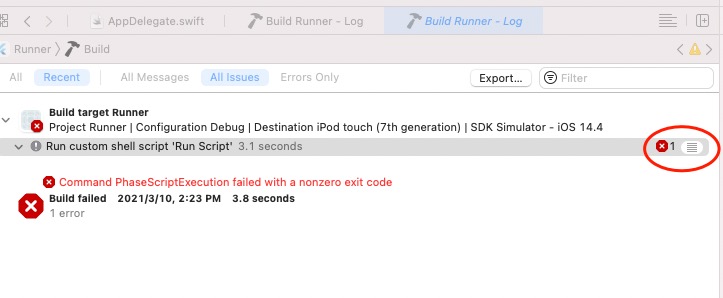 AppDelegate.swift
Build Runner - Log
Build Runner - Log
Runner
Build
All
Recent
All Messages
All Issues
Errors Only
Export...
Filter
Build target Runner
Project Runner | Configuration Debug | Destination iPod touch (7th generation) | SDK Simulator - iOS 14.4
Run custom shell script 'Run Script' 3.1 seconds
1
Command PhaseScriptExecution failed with a nonzero exit code
Build failed 2021/3/10, 2:23 PM 3.8 seconds
1 error